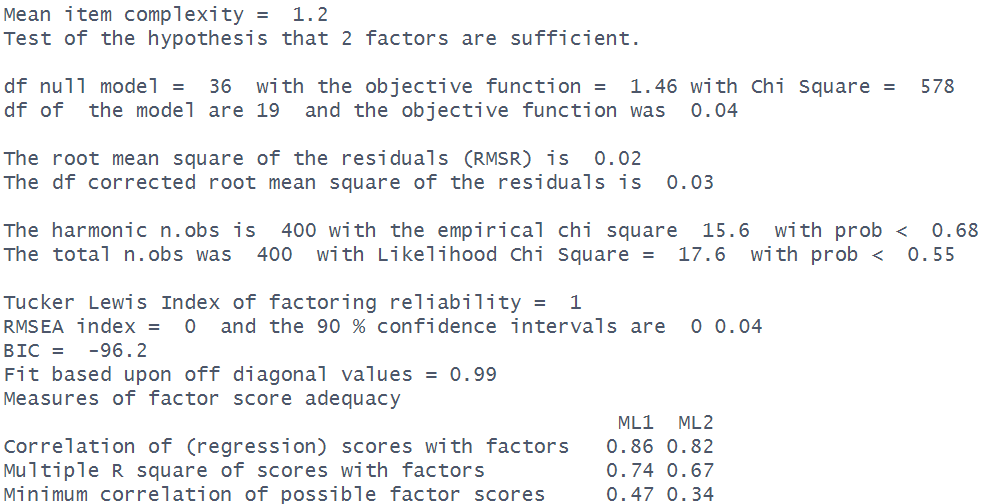 Mean item complexity =  1.2
Test of the hypothesis that 2 factors are sufficient.

df null model =  36  with the objective function =  1.46 with Chi Square =  578
df of  the model are 19  and the objective function was  0.04

The root mean square of the residuals (RMSR) is  0.02
The df corrected root mean square of the residuals is  0.03

The harmonic n.obs is  400 with the empirical chi square  15.6  with prob <  0.68
The total n.obs was  400  with Likelihood Chi Square =  17.6  with prob <  0.55

Tucker Lewis Index of factoring reliability =  1
RMSEA index =  0  and the 90 % confidence intervals are  0 0.04
BIC =  -96.2
Fit based upon off diagonal values = 0.99
Measures of factor score adequacy
                                                   ML1  ML2
Correlation of (regression) scores with factors   0.86 0.82
Multiple R square of scores with factors          0.74 0.67
Minimum correlation of possible factor scores     0.47 0.34